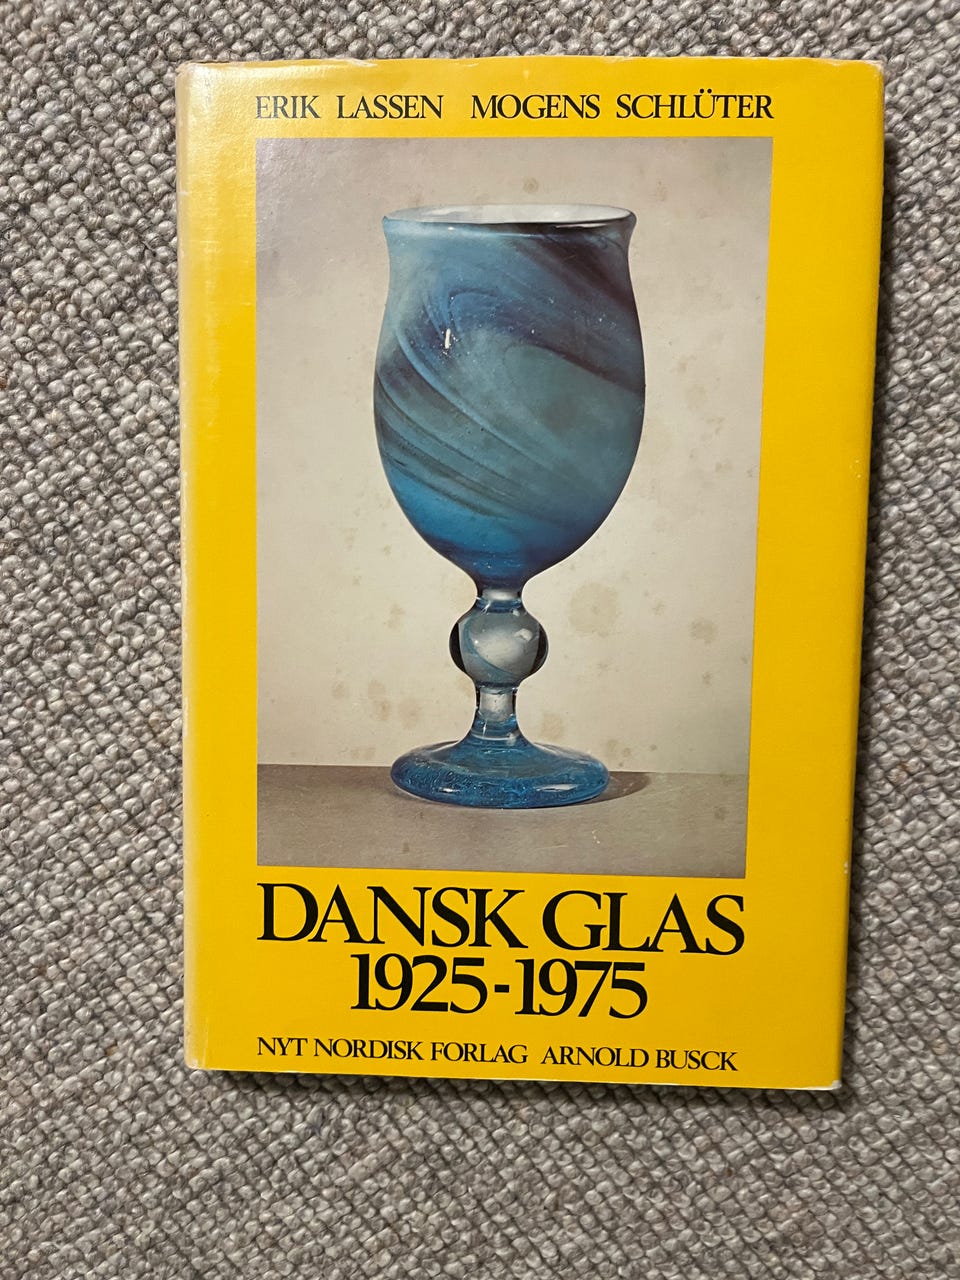 ERIK LASSEN MOGENS SCHLÜTER
DANSK GLAS
1925-1975
NYT NORDISK FORLAG ARNOLD BUSCK